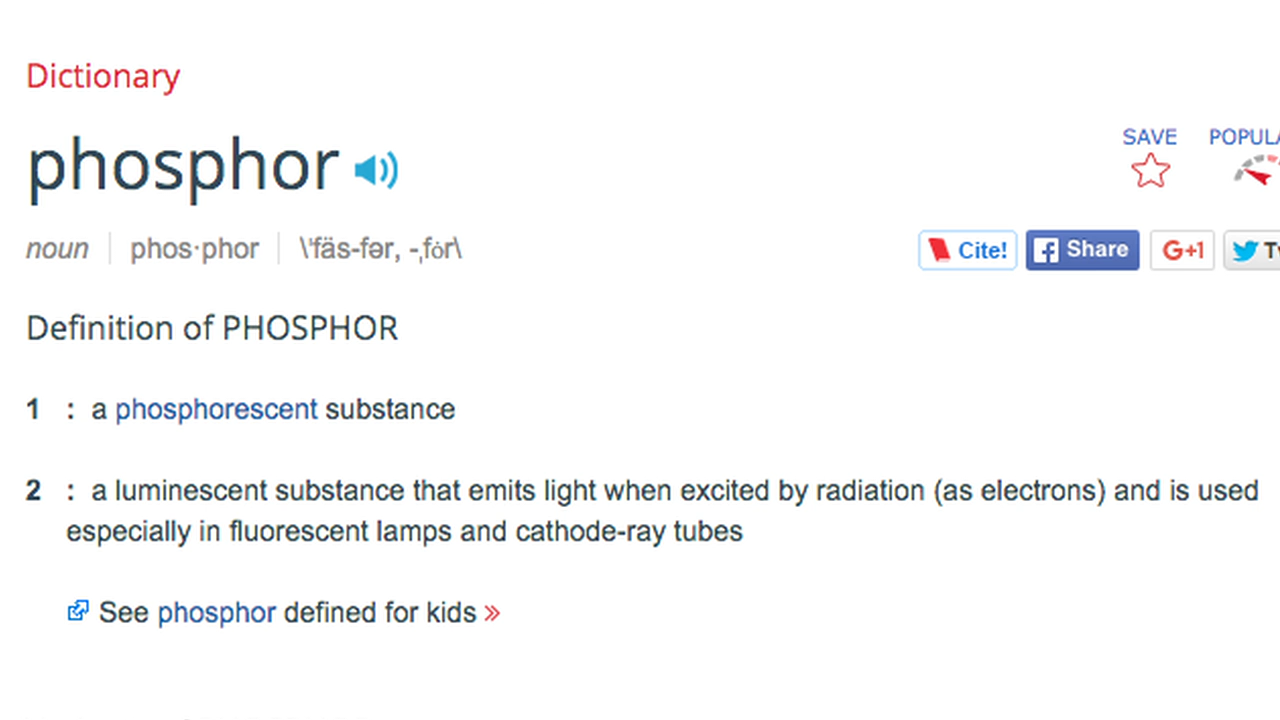 Dictionary
phosphor
SAVE POPULA
noun phos·phor \ˈfäs-fər, -ˌfȯr\
Cite! Share G+1 Tw
Definition of PHOSPHOR
1 : a phosphorescent substance
2 : a luminescent substance that emits light when excited by radiation (as electrons) and is used
especially in fluorescent lamps and cathode-ray tubes
See phosphor defined for kids »